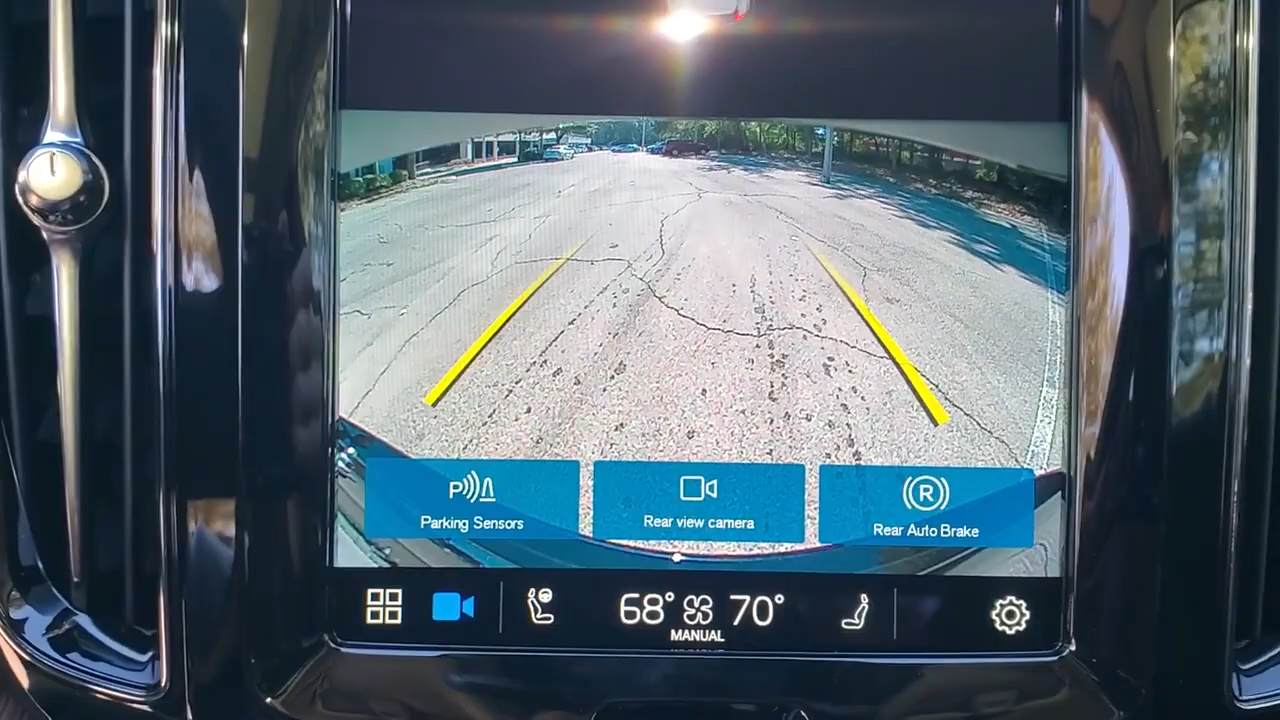 P
Parking Sensors
Rear view camera
R
Rear Auto Brake
68° 70°
MANUAL